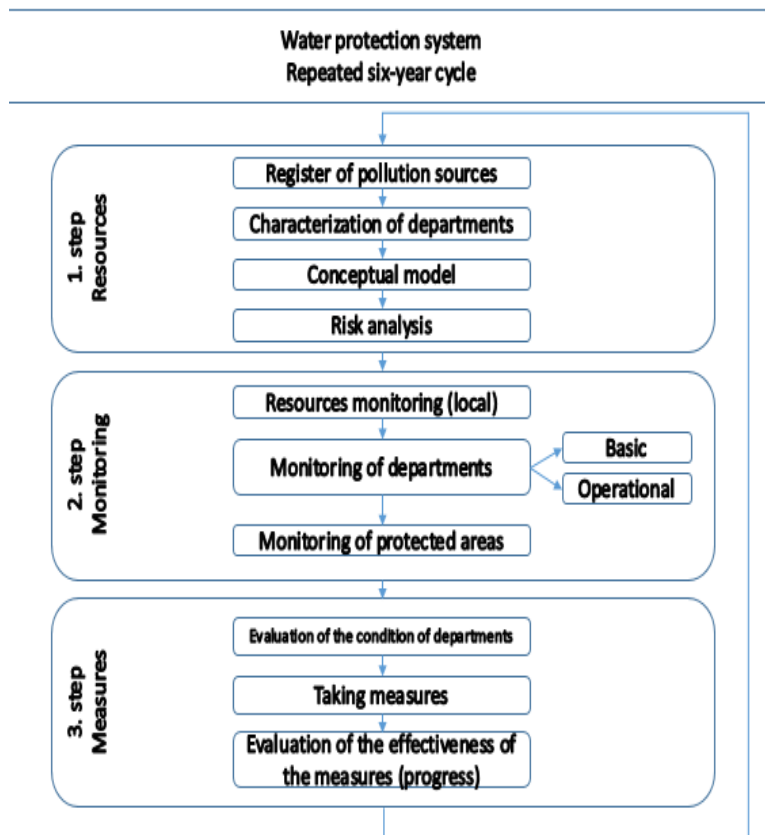 Water protection system
Repeated six-year cycle
1. step
Resources
Register of pollution sources
Characterization of departments
Conceptual model
Risk analysis
2. step
Monitoring
Resources monitoring (local)
Monitoring of departments
Basic
Operational
Monitoring of protected areas
3. step
Measures
Evaluation of the condition of departments
Taking measures
Evaluation of the effectiveness of
the measures (progress)